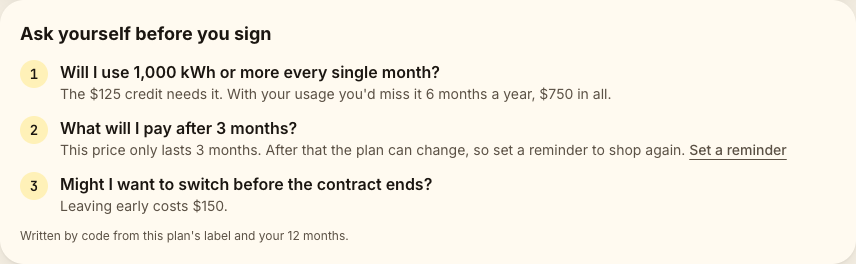 Ask yourself before you sign
1 Will I use 1,000 kWh or more every single month?
The $125 credit needs it. With your usage you'd miss it 6 months a year, $750 in all.
2 What will I pay after 3 months?
This price only lasts 3 months. After that the plan can change, so set a reminder to shop again. Set a reminder
3 Might I want to switch before the contract ends?
Leaving early costs $150.
Written by code from this plan's label and your 12 months.